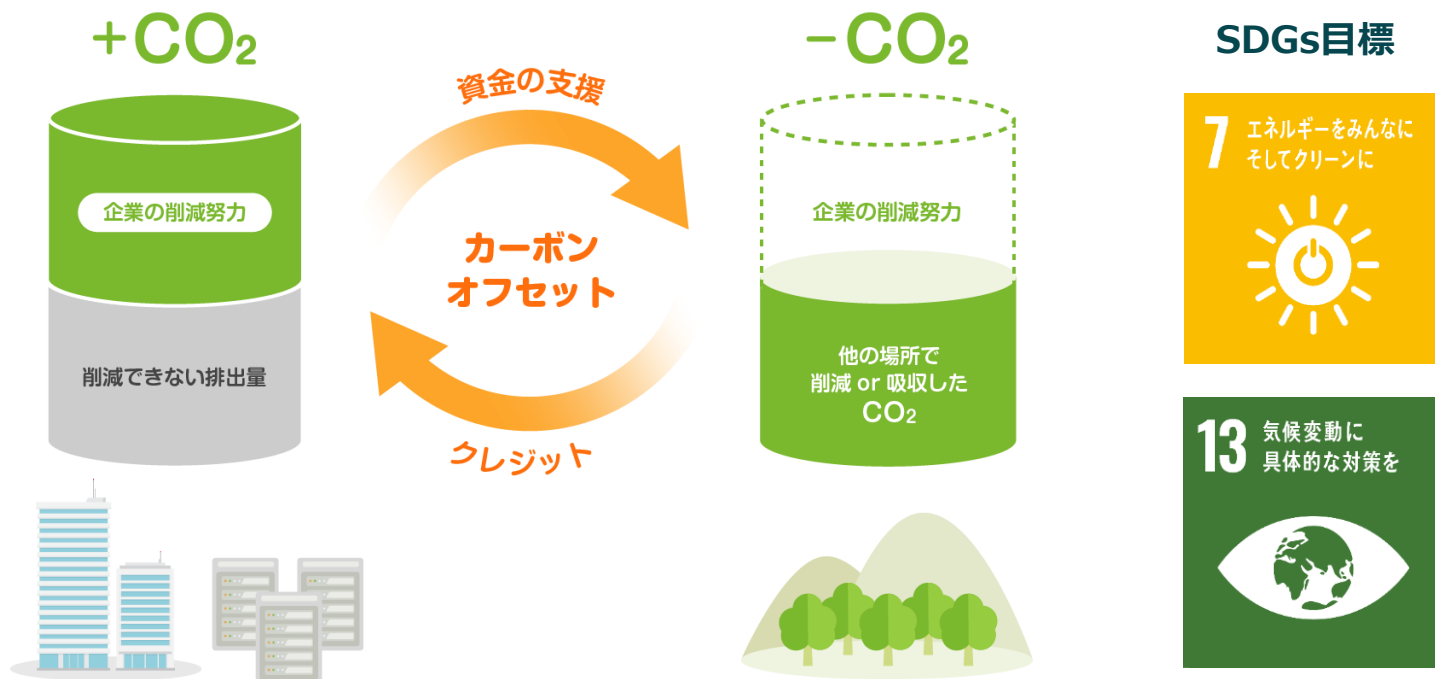 +CO₂
企業の削減努力
削減できない排出量
資金の支援
カーボン
オフセット
クレジット
-CO₂
企業の削減努力
他の場所で
削減 or 吸収した
CO₂
SDGs目標
7 エネルギーをみんなに
そしてクリーンに
13 気候変動に
具体的な対策を